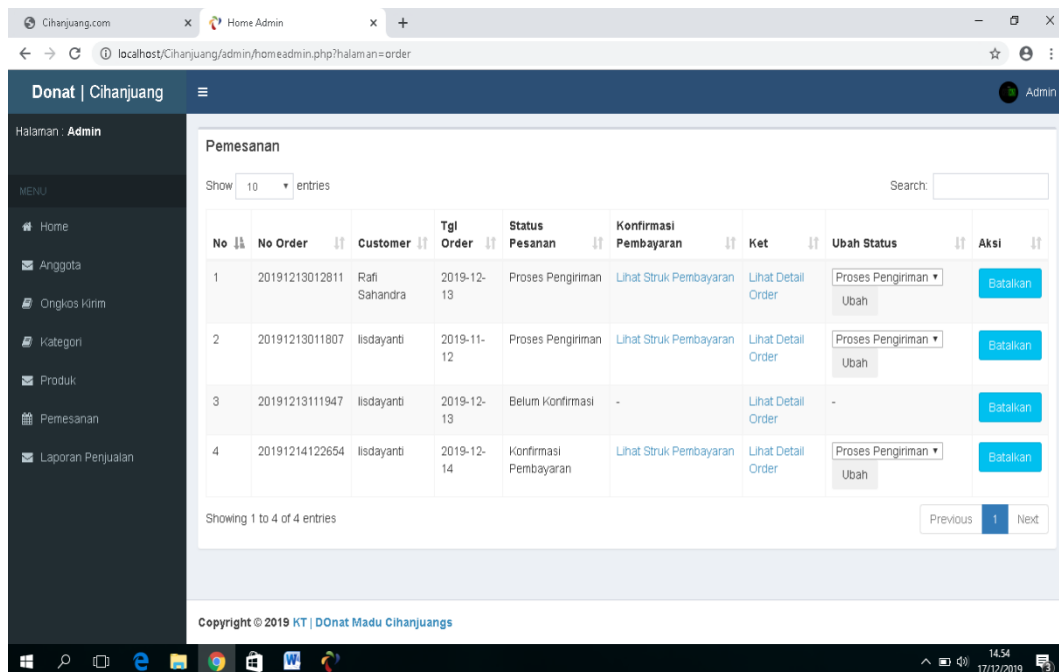 Cihanjuang.com
Home Admin
localhost/Cihanjuang/admin/homeadmin.php?halaman=order
Donat | Cihanjuang
Admin
Halaman : Admin
MENU
Home
Anggota
Ongkos Kirim
Kategori
Produk
Pemesanan
Laporan Penjualan
Pemesanan
Show 10 entries
Search:
No No Order Customer Tgl Order Status Pesanan Konfirmasi Pembayaran Ket Ubah Status Aksi
1 20191213012811 Rafi Sahandra 2019-12-13 Proses Pengiriman Lihat Struk Pembayaran Lihat Detail Order Proses Pengiriman Ubah Batalkan
2 20191213011807 lisdayanti 2019-11-12 Proses Pengiriman Lihat Struk Pembayaran Lihat Detail Order Proses Pengiriman Ubah Batalkan
3 20191213111947 lisdayanti 2019-12-13 Belum Konfirmasi - Lihat Detail Order - Batalkan
4 20191214122654 lisdayanti 2019-12-14 Konfirmasi Pembayaran Lihat Struk Pembayaran Lihat Detail Order Proses Pengiriman Ubah Batalkan
Showing 1 to 4 of 4 entries
Previous 1 Next
Copyright © 2019 KT | DOnat Madu Cihanjuangs
14.54
17/12/2019